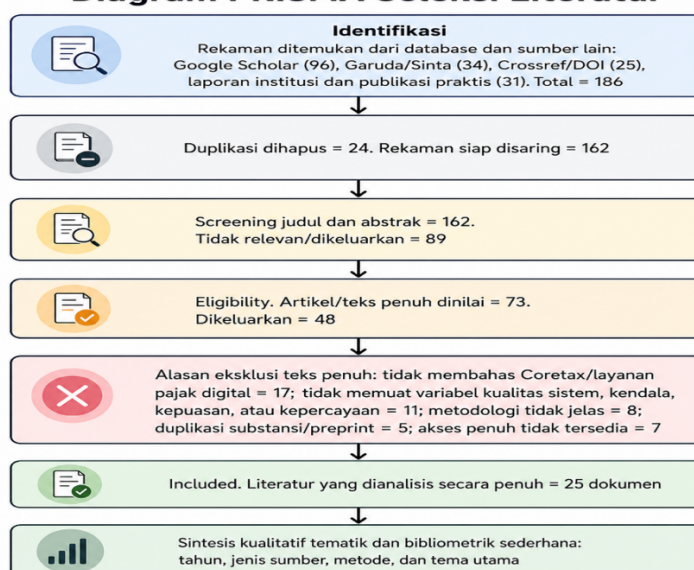 Identifikasi
Rekaman ditemukan dari database dan sumber lain:
Google Scholar (96), Garuda/Sinta (34), Crossref/DOI (25),
laporan institusi dan publikasi praktis (31). Total = 186
Duplikasi dihapus = 24. Rekaman siap disaring = 162
Screening judul dan abstrak = 162.
Tidak relevan/dikeluarkan = 89
Eligibility. Artikel/teks penuh dinilai = 73.
Dikeluarkan = 48
Alasan eksklusi teks penuh: tidak membahas Coretax/layanan
pajak digital = 17; tidak memuat variabel kualitas sistem, kendala,
kepuasan, atau kepercayaan = 11; metodologi tidak jelas = 8;
duplikasi substansi/preprint = 5; akses penuh tidak tersedia = 7
Included. Literatur yang dianalisis secara penuh = 25 dokumen
Sintesis kualitatif tematik dan bibliometrik sederhana:
tahun, jenis sumber, metode, dan tema utama